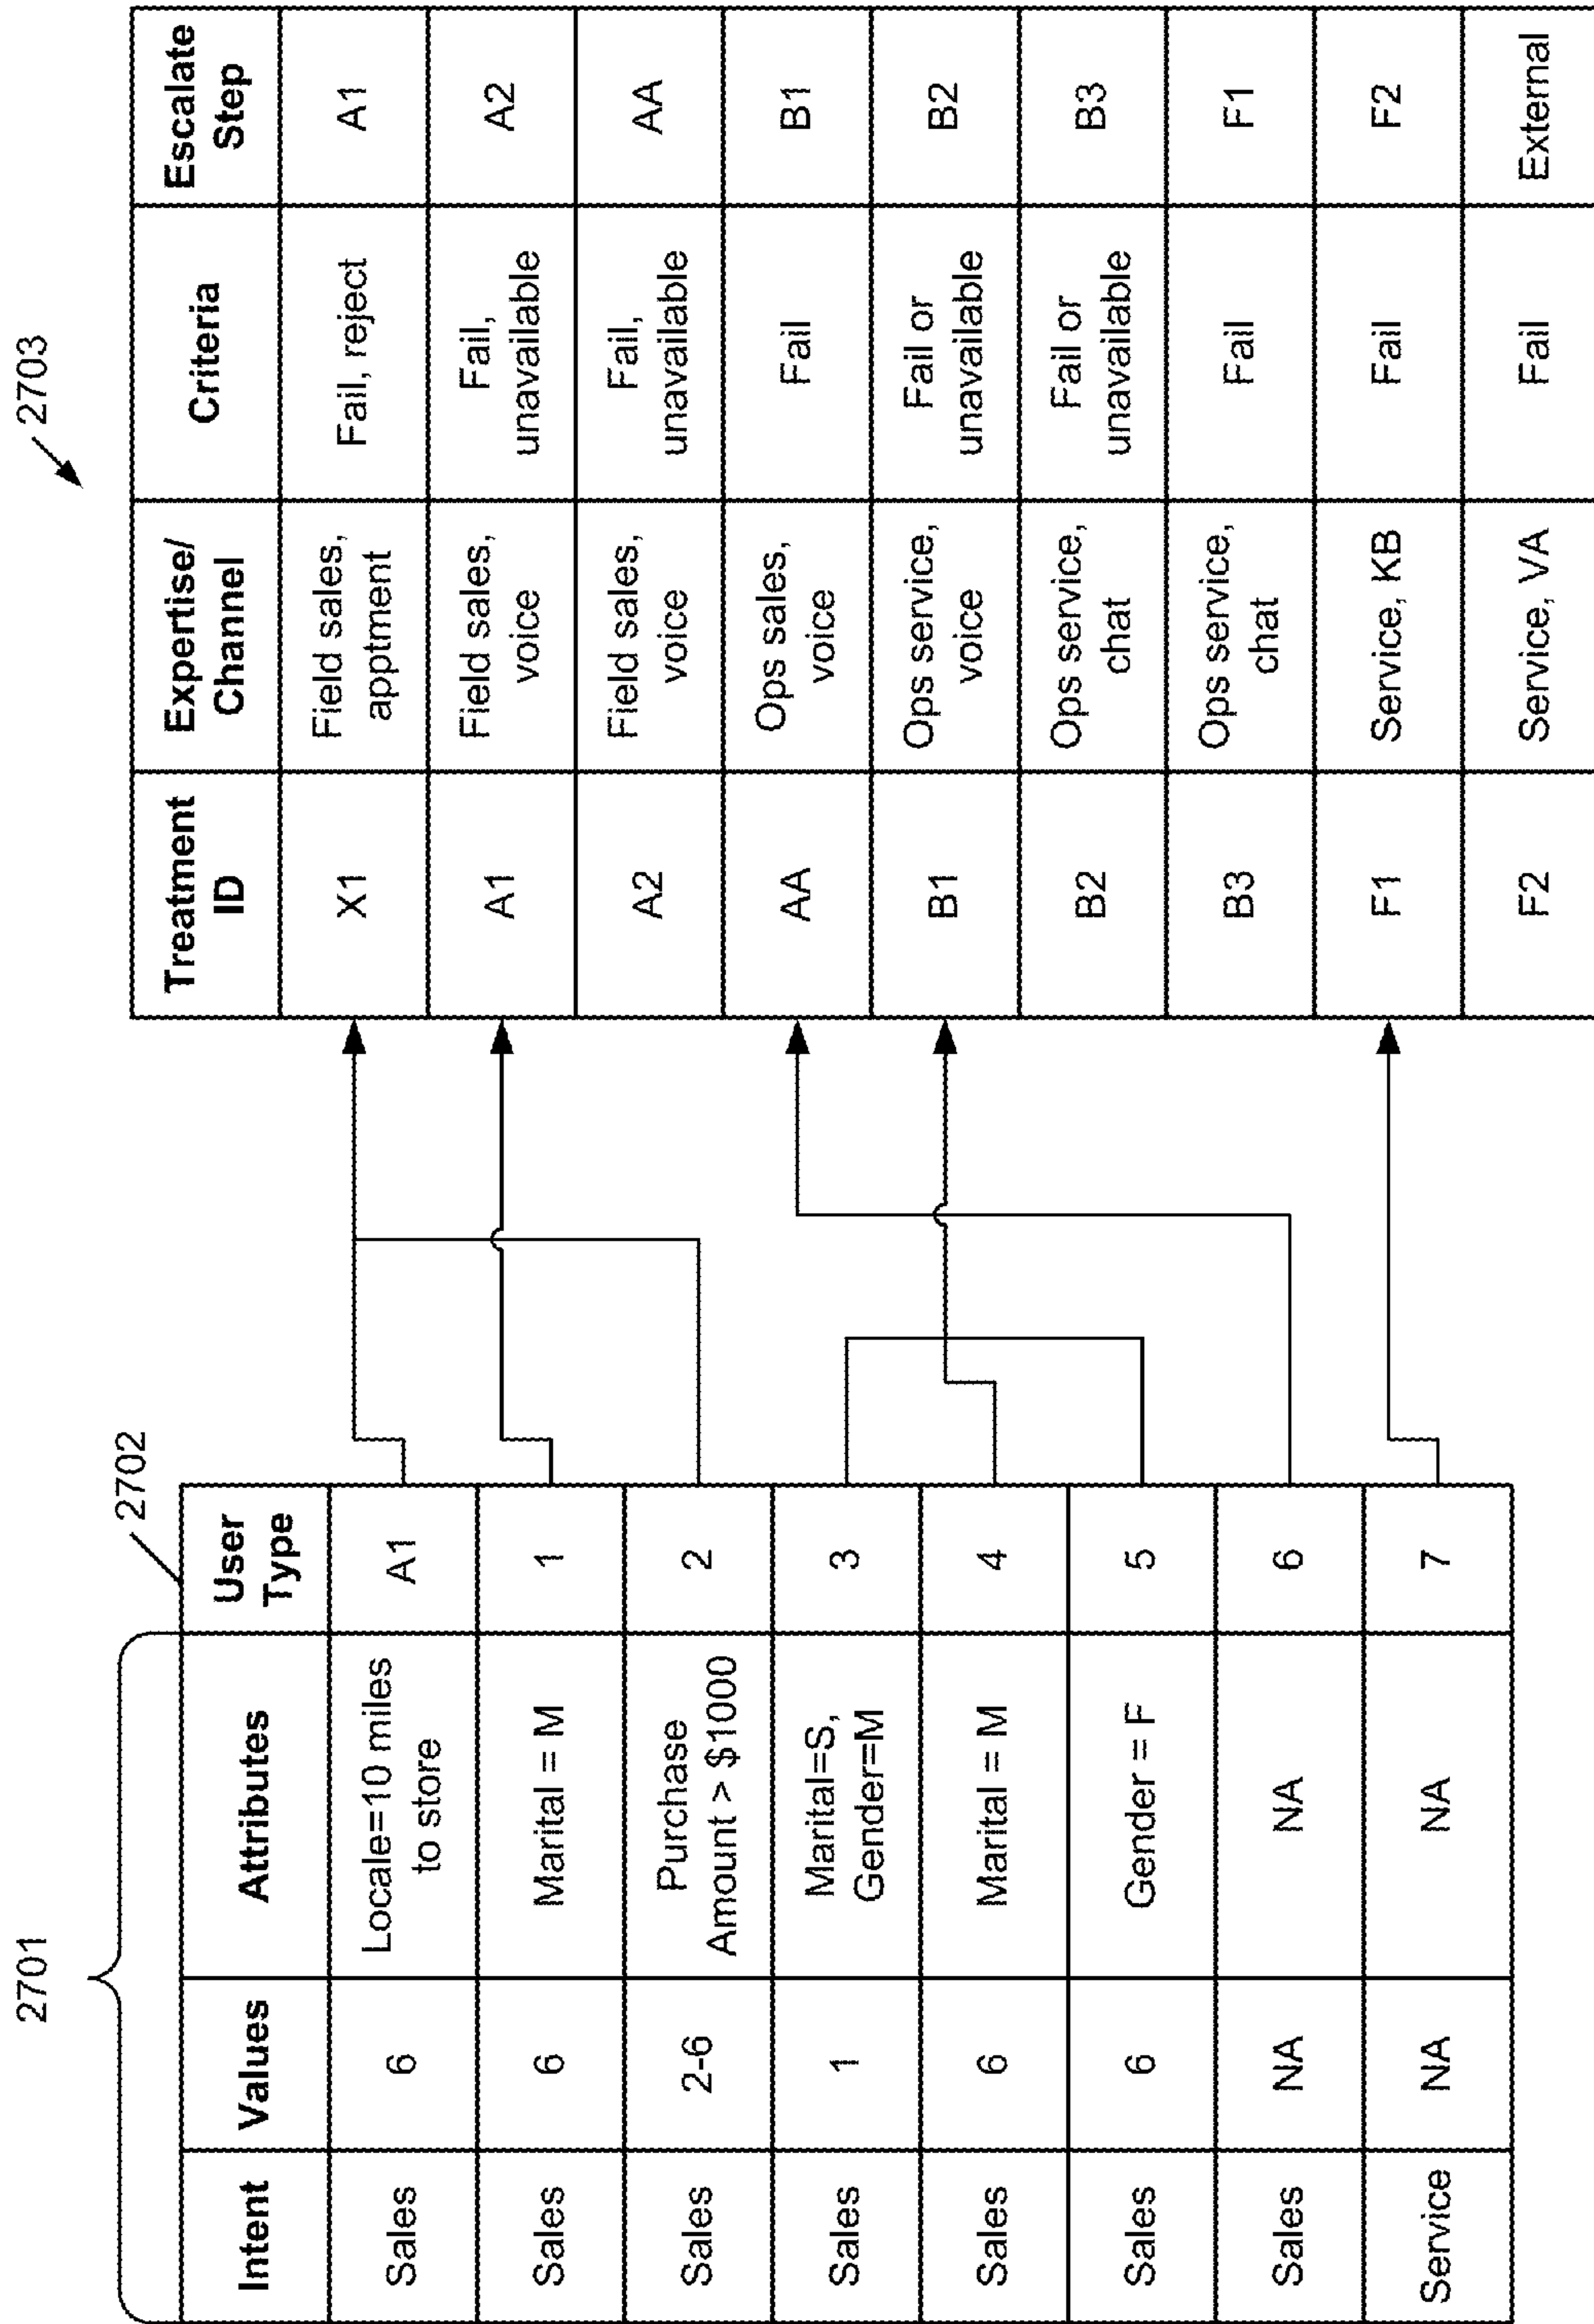 2701
2702
Intent Values Attributes User
Type
Sales 6 Locale=10 miles
to store A1
Sales 6 Marital = M 1
Sales 2-6 Purchase
Amount > $1000 2
Sales 1 Marital=S,
Gender=M 3
Sales 6 Marital = M 4
Sales 6 Gender = F 5
Sales NA NA 6
Service NA NA 7
2703
Treatment
ID Expertise/
Channel Criteria Escalate
Step
X1 Field sales,
apptment Fail, reject A1
A1 Field sales,
voice Fail,
unavailable A2
A2 Field sales,
voice Fail,
unavailable AA
AA Ops sales,
voice Fail B1
B1 Ops service,
voice Fail or
unavailable B2
B2 Ops service,
chat Fail or
unavailable B3
B3 Ops service,
chat Fail F1
F1 Service, KB Fail F2
F2 Service, VA Fail External